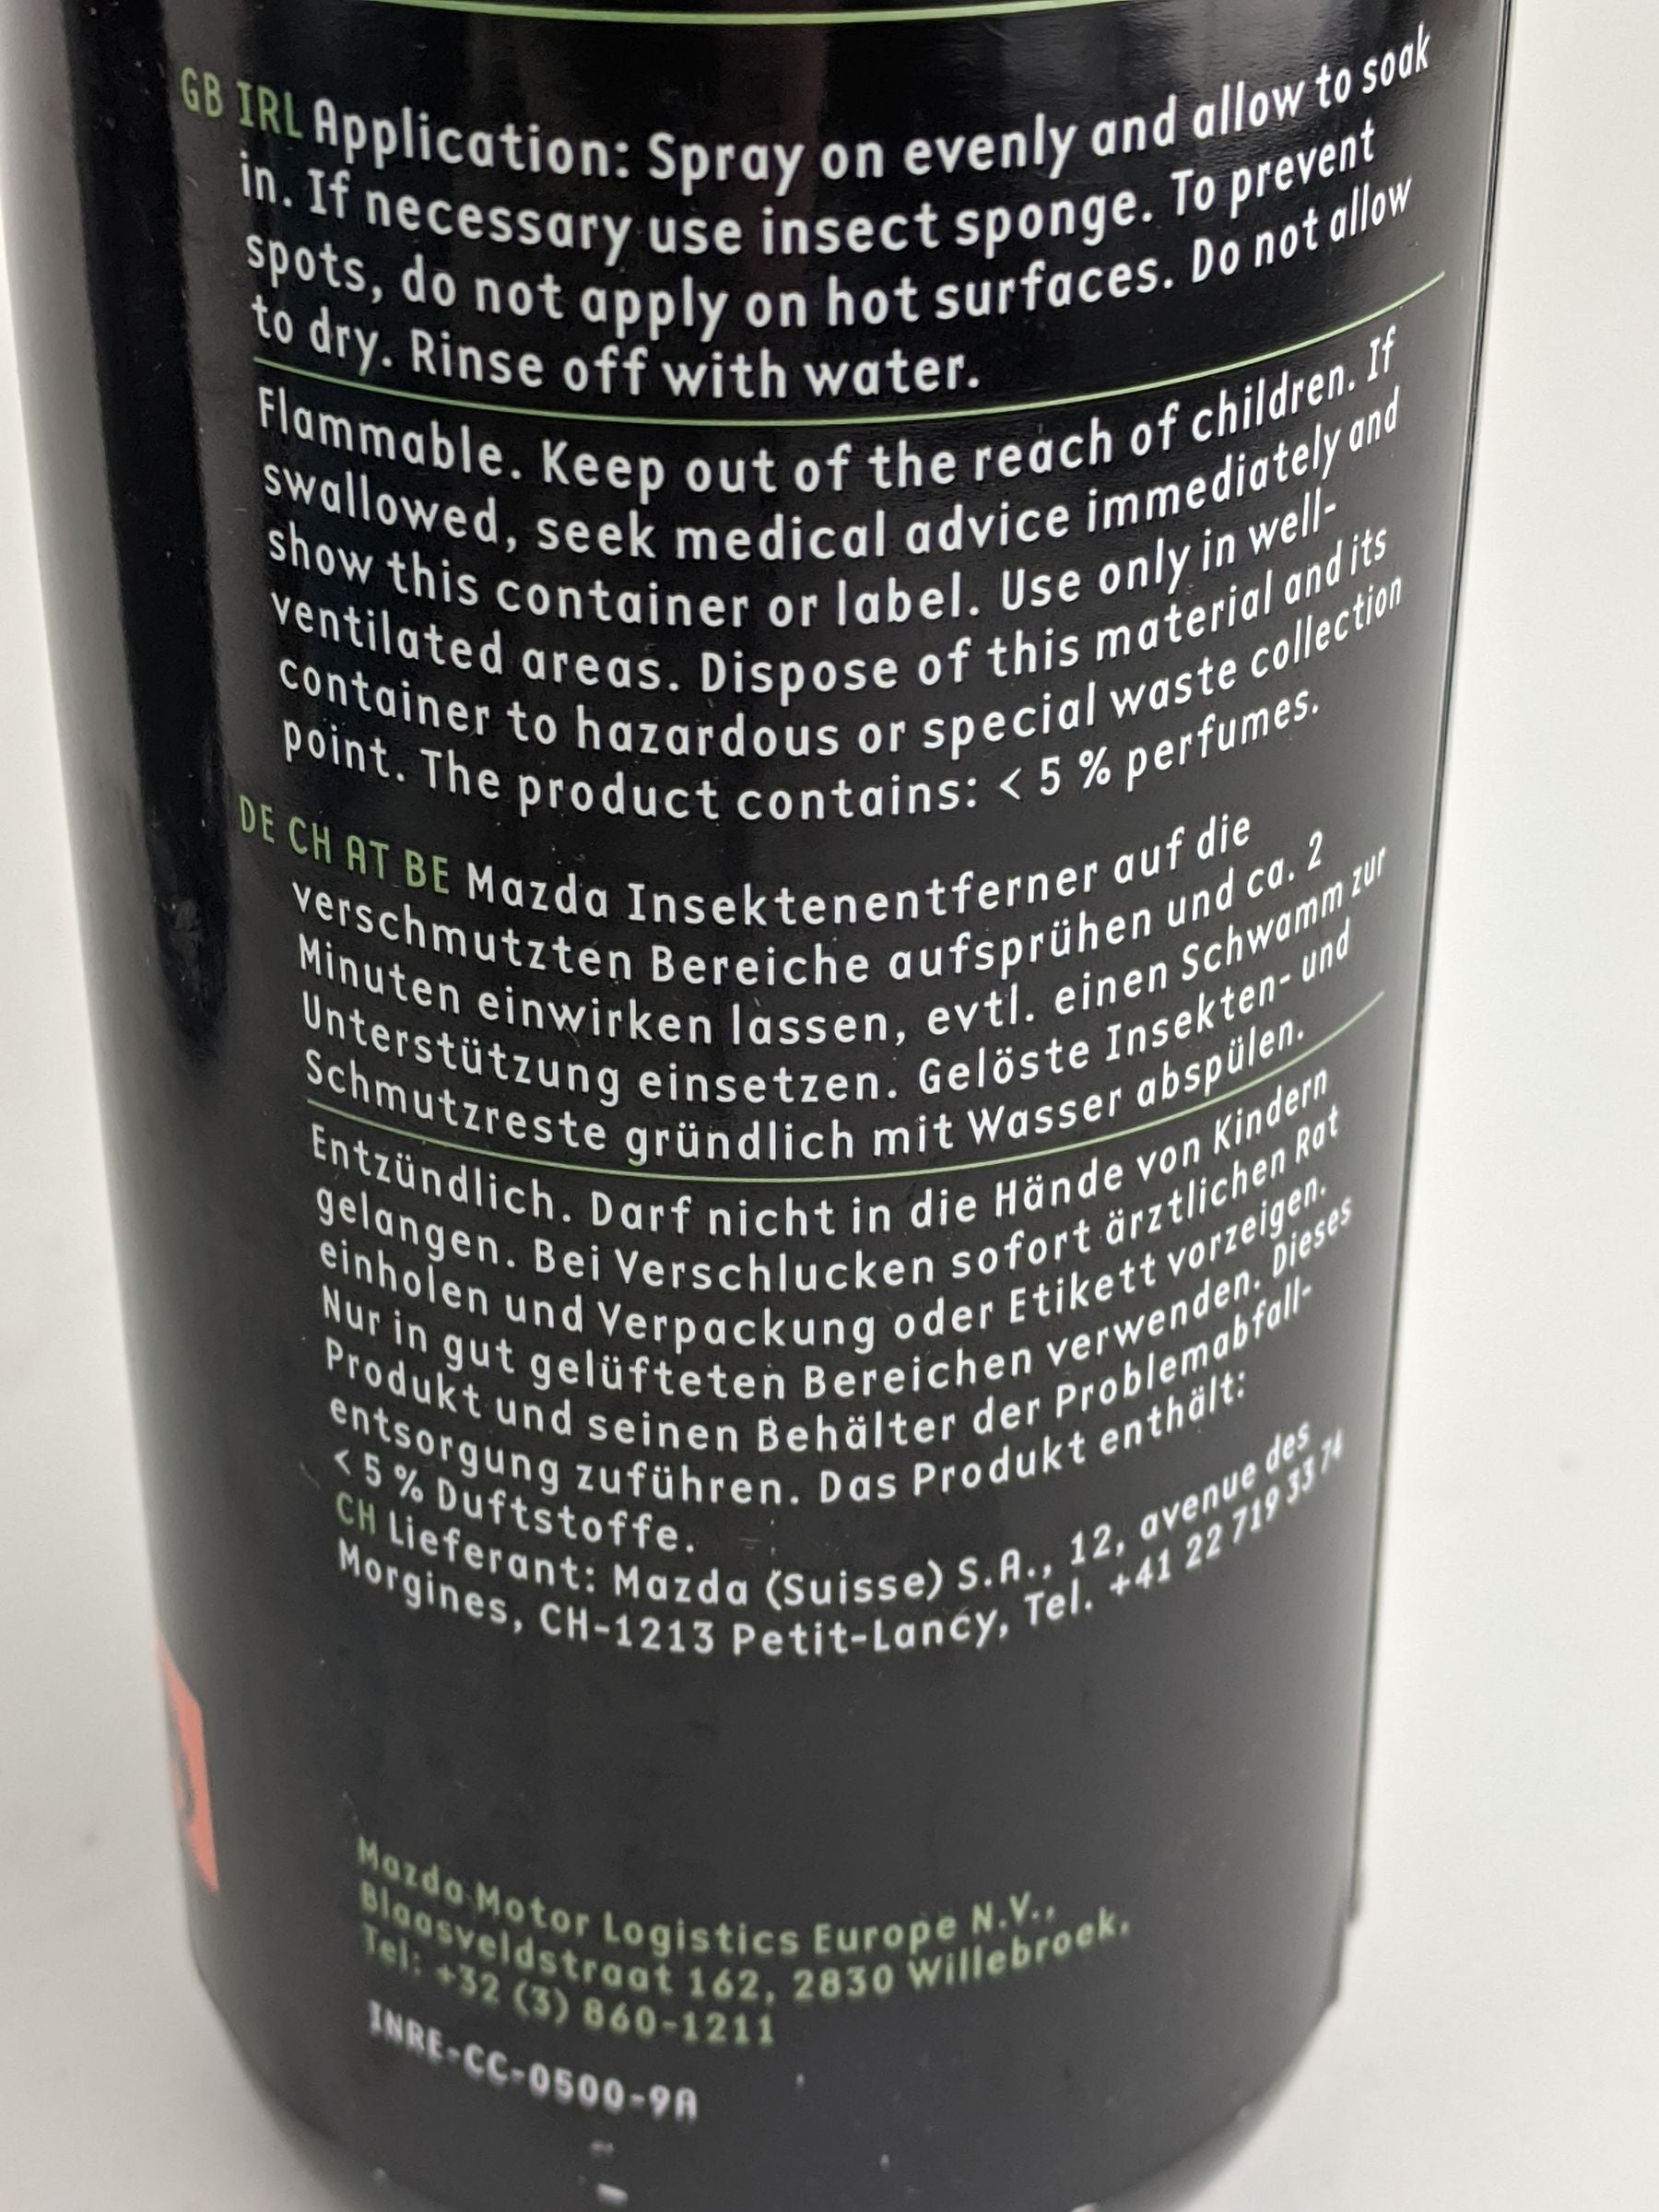 GB IRL Application: Spray on evenly and allow to soak
in. If necessary use insect sponge. To prevent
spots, do not apply on hot surfaces. Do not allow
to dry. Rinse off with water.
Flammable. Keep out of the reach of children. If
swallowed, seek medical advice immediately and
show this container or label. Use only in well-
ventilated areas. Dispose of this material and its
container to hazardous or special waste collection
point. The product contains: < 5 % perfumes.
DE CH AT BE Mazda Insektenentferner auf die
verschmutzten Bereiche aufsprühen und ca. 2
Minuten einwirken lassen, evtl. einen Schwamm zur
Unterstützung einsetzen. Gelöste Insekten- und
Schmutzreste gründlich mit Wasser abspülen.
Entzündlich. Darf nicht in die Hände von Kindern
gelangen. Bei Verschlucken sofort ärztlichen Rat
einholen und Verpackung oder Etikett vorzeigen.
Nur in gut gelüfteten Bereichen verwenden. Dieses
Produkt und seinen Behälter der Problemabfall-
entsorgung zuführen. Das Produkt enthält:
< 5 % Duftstoffe.
CH Lieferant: Mazda (Suisse) S.A., 12, avenue des
Morgines, CH-1213 Petit-Lancy, Tel. +41 22 719 33 74
Mazda Motor Logistics Europe N.V.,
Blaasveldstraat 162, 2830 Willebroek.
Tel: +32 (3) 860-1211
INRE-CC-0500-9A